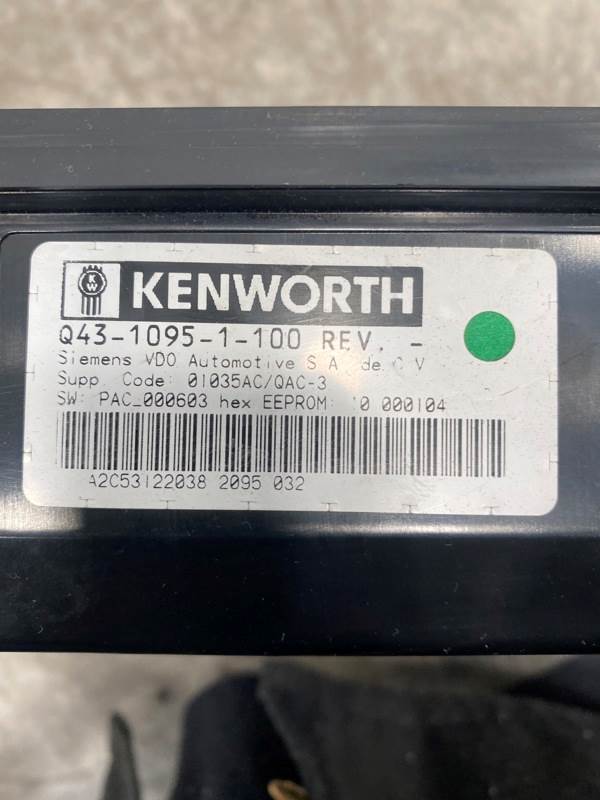 KW
KENWORTH
Q43-1095-1-100 REV. -
Siemens VDO Automotive S.A. de C.V.
Supp. Code: 01035AC/QAC-3
SW: PAC_000603 hex EEPROM: 000104
A2C53122038 2095 032